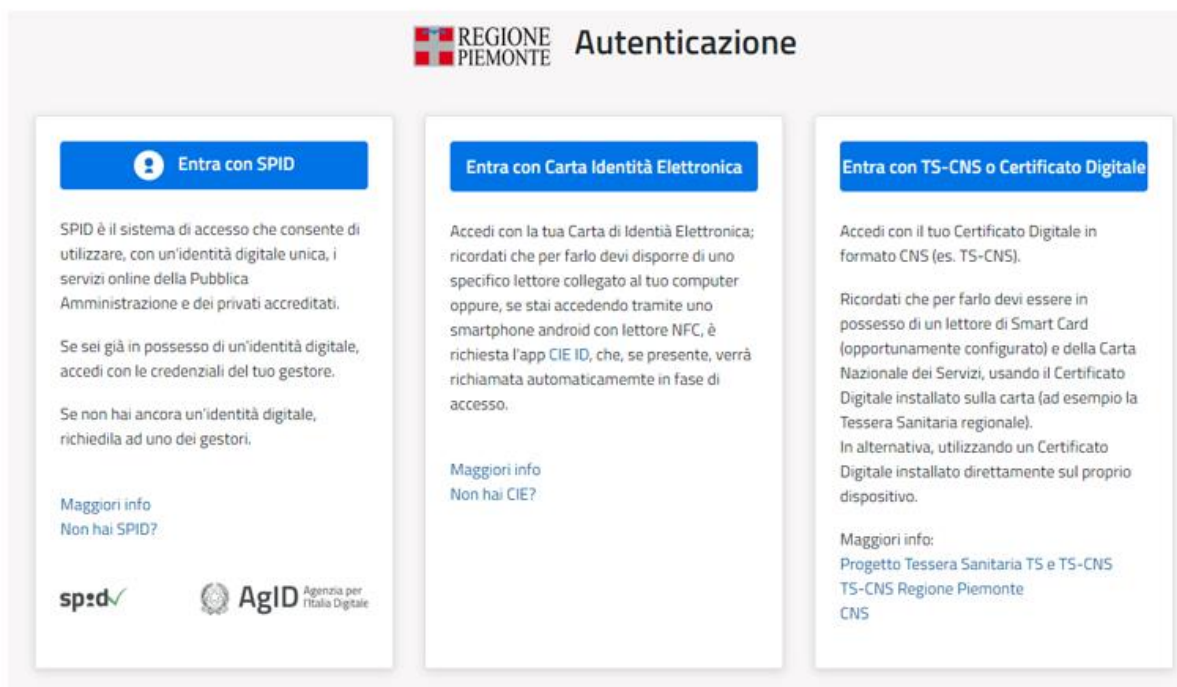 REGIONE
PIEMONTE
Autenticazione
Entra con SPID
SPID è il sistema di accesso che consente di
utilizzare, con un'identità digitale unica, i
servizi online della Pubblica
Amministrazione e dei privati accreditati.
Se sei già in possesso di un'identità digitale,
accedi con le credenziali del tuo gestore.
Se non hai ancora un'identità digitale,
richiedila ad uno dei gestori.
Maggiori info
Non hai SPID?
spid
AgID
Agenzia per
l'Italia Digitale
Entra con Carta Identità Elettronica
Accedi con la tua Carta di Identià Elettronica;
ricordati che per farlo devi disporre di uno
specifico lettore collegato al tuo computer
oppure, se stai accedendo tramite uno
smartphone android con lettore NFC, è
richiesta l'app CIE ID, che, se presente, verrà
richiamata automaticamemte in fase di
accesso.
Maggiori info
Non hai CIE?
Entra con TS-CNS o Certificato Digitale
Accedi con il tuo Certificato Digitale in
formato CNS (es. TS-CNS).
Ricordati che per farlo devi essere in
possesso di un lettore di Smart Card
(opportunamente configurato) e della Carta
Nazionale dei Servizi, usando il Certificato
Digitale installato sulla carta (ad esempio la
Tessera Sanitaria regionale).
In alternativa, utilizzando un Certificato
Digitale installato direttamente sul proprio
dispositivo.
Maggiori info:
Progetto Tessera Sanitaria TS e TS-CNS
TS-CNS Regione Piemonte
CNS